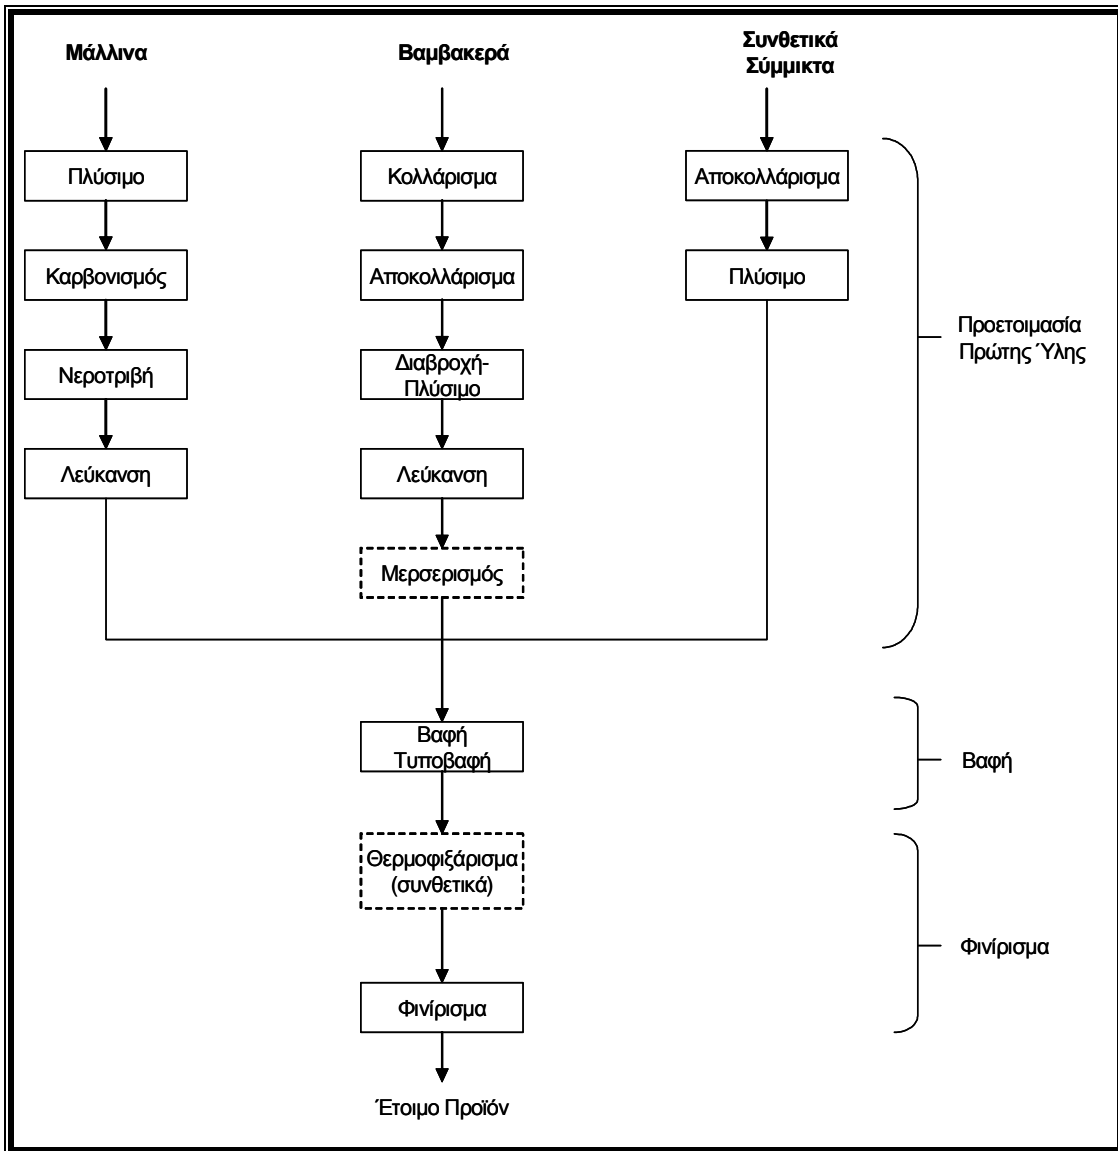 Μάλλινα
Βαμβακερά
Συνθετικά
Σύμμικτα
Πλύσιμο
Κολλάρισμα
Αποκολλάρισμα
Καρβονισμός
Αποκολλάρισμα
Πλύσιμο
Προετοιμασία
Πρώτης Ύλης
Νεροτριβή
Διαβροχή-
Πλύσιμο
Λεύκανση
Λεύκανση
Μερσερισμός
Βαφή
Τυποβαφή
Βαφή
Θερμοφιξάρισμα
(συνθετικά)
Φινίρισμα
Φινίρισμα
Έτοιμο Προϊόν